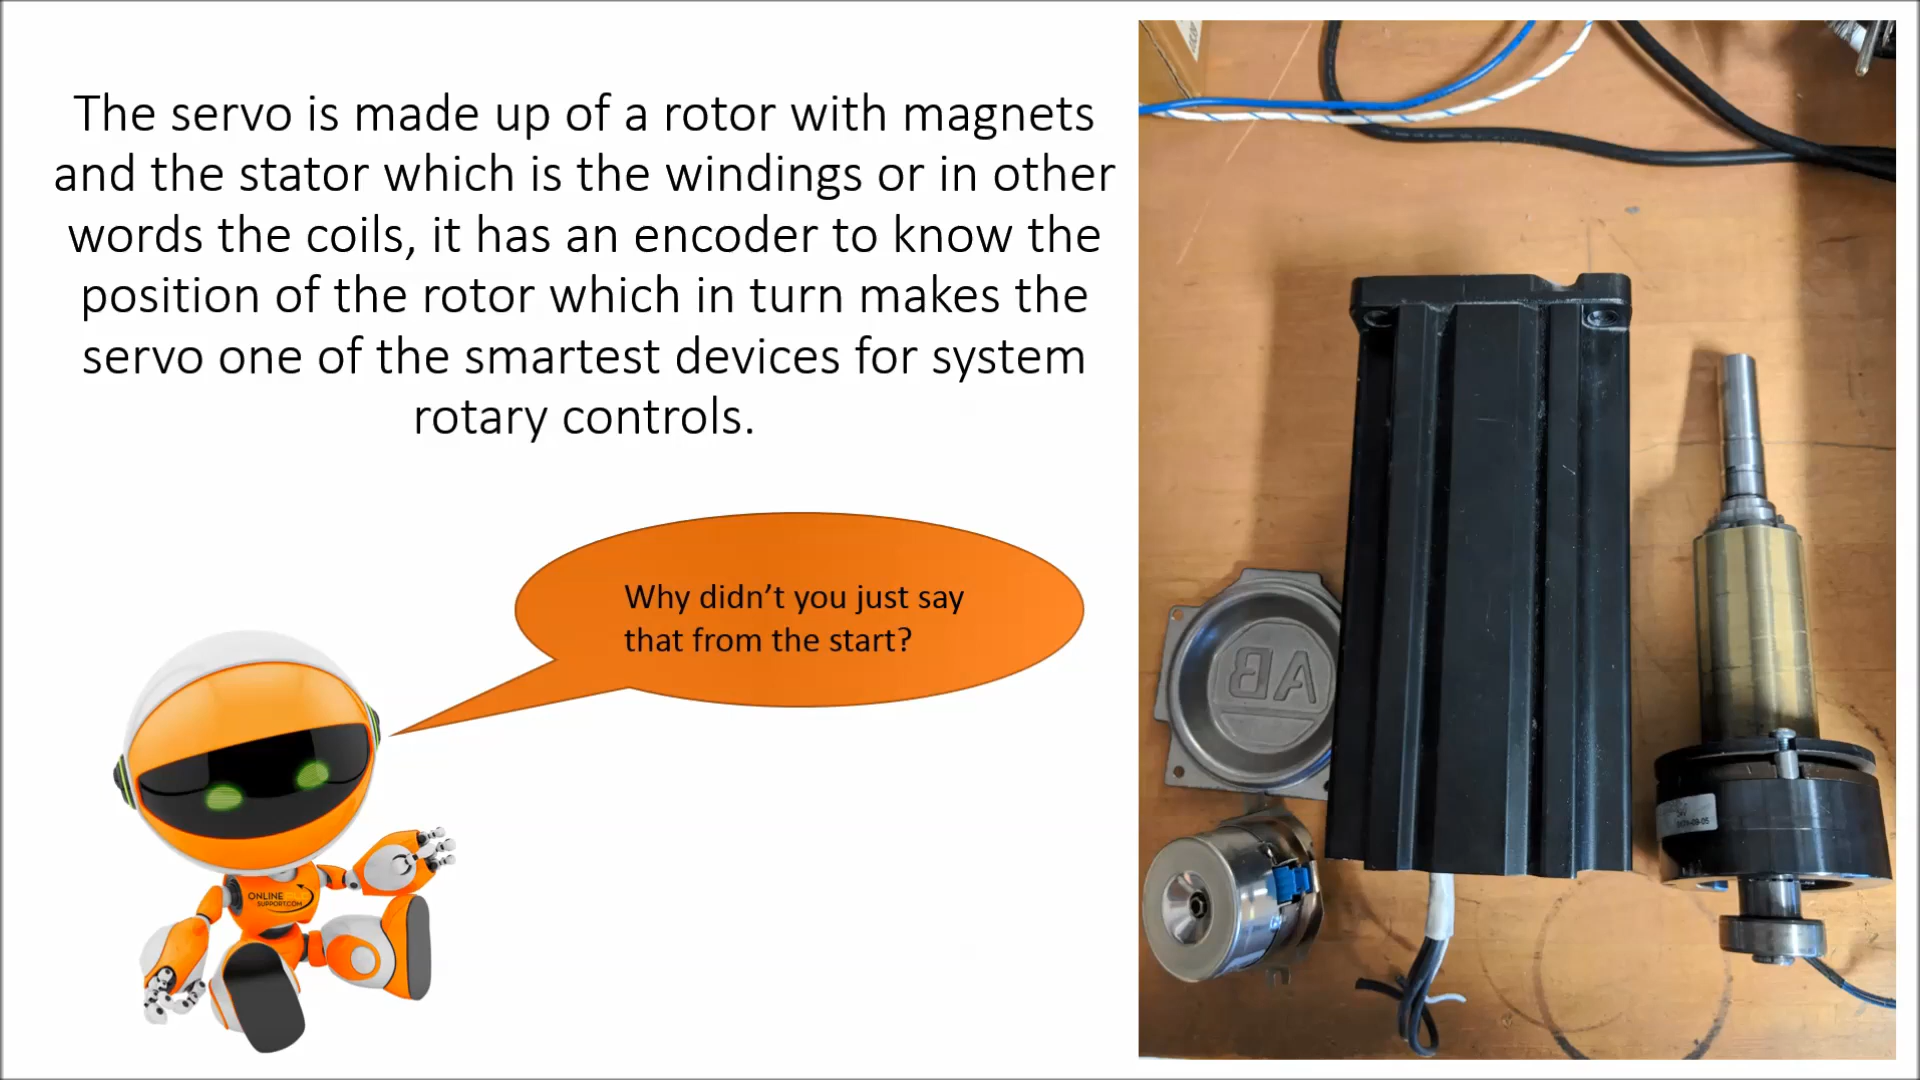 The servo is made up of a rotor with magnets
and the stator which is the windings or in other
words the coils, it has an encoder to know the
position of the rotor which in turn makes the
servo one of the smartest devices for system
rotary controls.
Why didn't you just say
that from the start?
ONLINE
SUPPORT.COM
AB